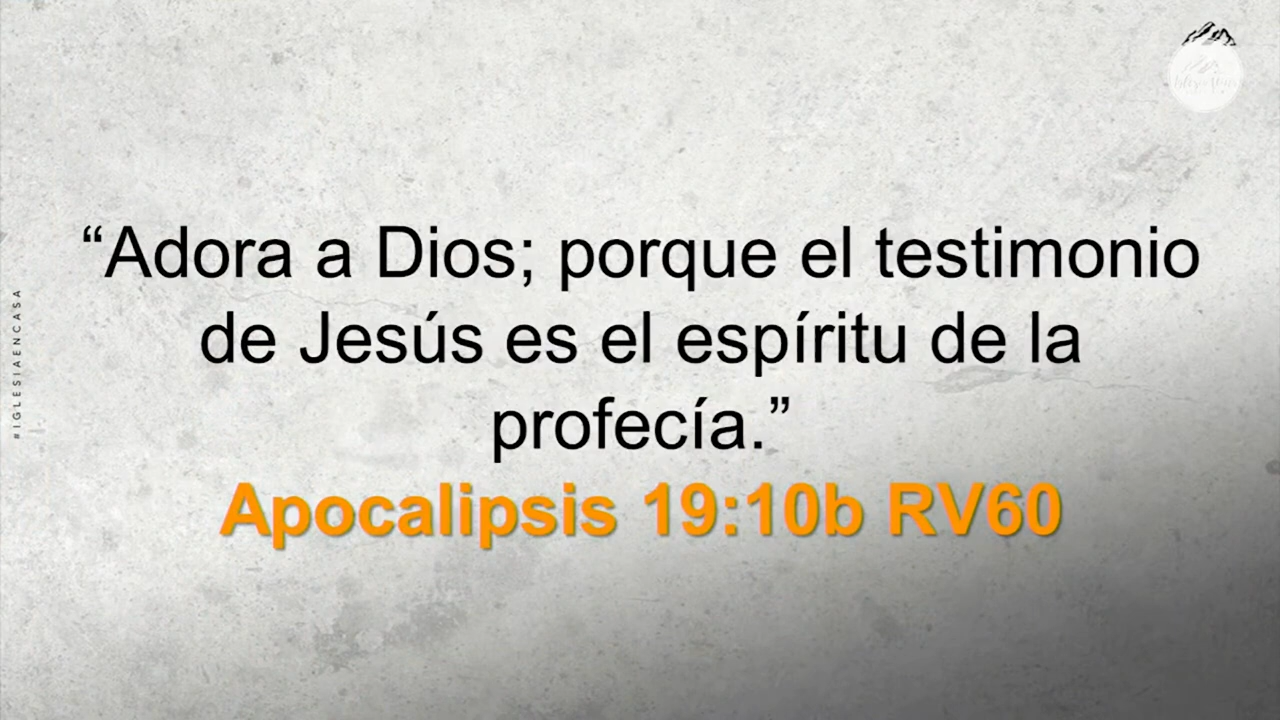 “Adora a Dios; porque el testimonio
de Jesús es el espíritu de la
profecía.”
Apocalipsis 19:10b RV60
#IGLESIAENCASA